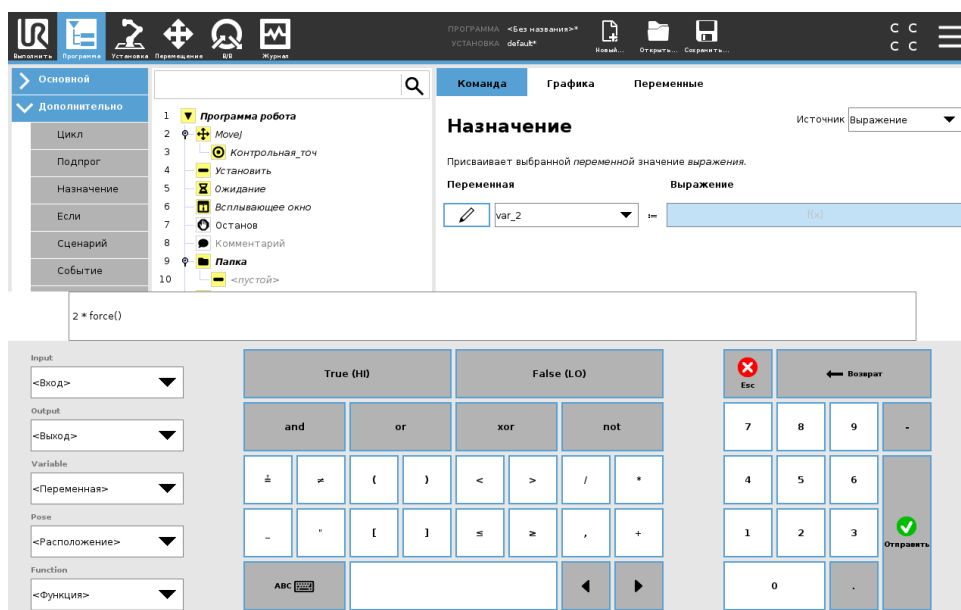 UR
ПРОГРАММА <Без названия>*
УСТАНОВКА default*
Выполнить Программа Установка Перемещение В/В Журнал Новый... Открыть... Сохранить...
C C
C C
Основной
Дополнительно
Цикл
Подпрог
Назначение
Если
Сценарий
Событие
1 Программа робота
2 MoveJ
3 Контрольная_точ
4 Установить
5 Ожидание
6 Всплывающее окно
7 Останов
8 Комментарий
9 Папка
10 <пустой>
Команда Графика Переменные
Назначение
Источник Выражение
Присваивает выбранной переменной значение выражения.
Переменная Выражение
var_2 := f(x)
2 * force()
Input
<Вход>
Output
<Выход>
Variable
<Переменная>
Pose
<Расположение>
Function
<Функция>
True (HI) False (LO)
and or xor not
≟ ≠ ( ) < > / *
_ " [ ] ≤ ≥ , +
ABC
Esc Возврат
7 8 9 -
4 5 6
1 2 3 Отправить
0 .